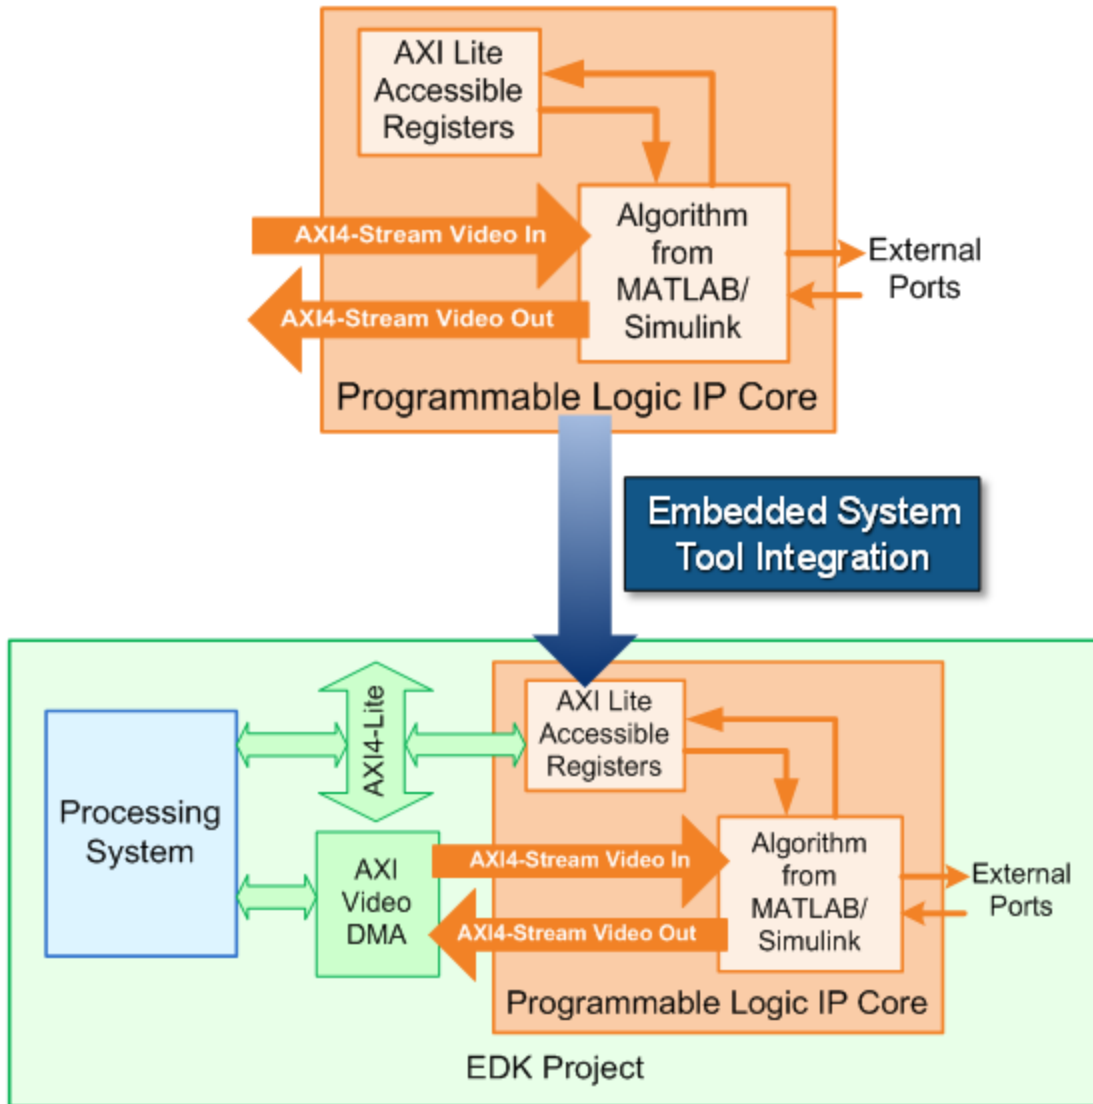 AXI Lite
Accessible
Registers
AXI4-Stream Video In
Algorithm
from
MATLAB/
Simulink
External
Ports
AXI4-Stream Video Out
Programmable Logic IP Core
Embedded System
Tool Integration
Processing
System
AXI4-Lite
AXI Lite
Accessible
Registers
AXI
Video
DMA
AXI4-Stream Video In
AXI4-Stream Video Out
Algorithm
from
MATLAB/
Simulink
External
Ports
Programmable Logic IP Core
EDK Project